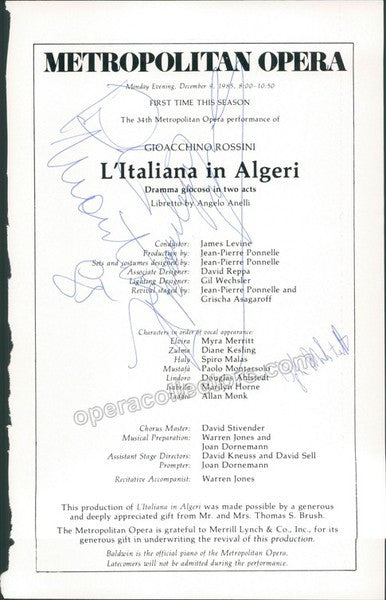 METROPOLITAN OPERA
Monday Evening, December 9, 1985, 8:00-10:50
FIRST TIME THIS SEASON
The 34th Metropolitan Opera performance of
GIOACCHINO ROSSINI
L'Italiana in Algeri
Dramma giocoso in two acts
Libretto by Angelo Anelli
Conductor: James Levine
Production by: Jean-Pierre Ponnelle
Sets and costumes designed by: Jean-Pierre Ponnelle
Associate Designer: David Reppa
Lighting Designer: Gil Wechsler
Revival staged by: Jean-Pierre Ponnelle and
Grischa Asagaroff
Characters in order of vocal appearance:
Elvira Myra Merritt
Zulma Diane Kesling
Haly Spiro Malas
Mustafà Paolo Montarsolo
Lindoro Douglas Ahlstedt
Isabella Marilyn Horne
Taddeo Allan Monk
operacollectors.com
Chorus Master: David Stivender
Musical Preparation: Warren Jones and
Joan Dornemann
Assistant Stage Directors: David Kneuss and David Sell
Prompter: Joan Dornemann
Recitative Accompanist: Warren Jones
This production of L'Italiana in Algeri was made possible by a generous
and deeply appreciated gift from Mr. and Mrs. Thomas S. Brush.
The Metropolitan Opera is grateful to Merrill Lynch & Co., Inc., for its
generous gift in underwriting the revival of this production.
Baldwin is the official piano of the Metropolitan Opera.
Latecomers will not be admitted during the performance.